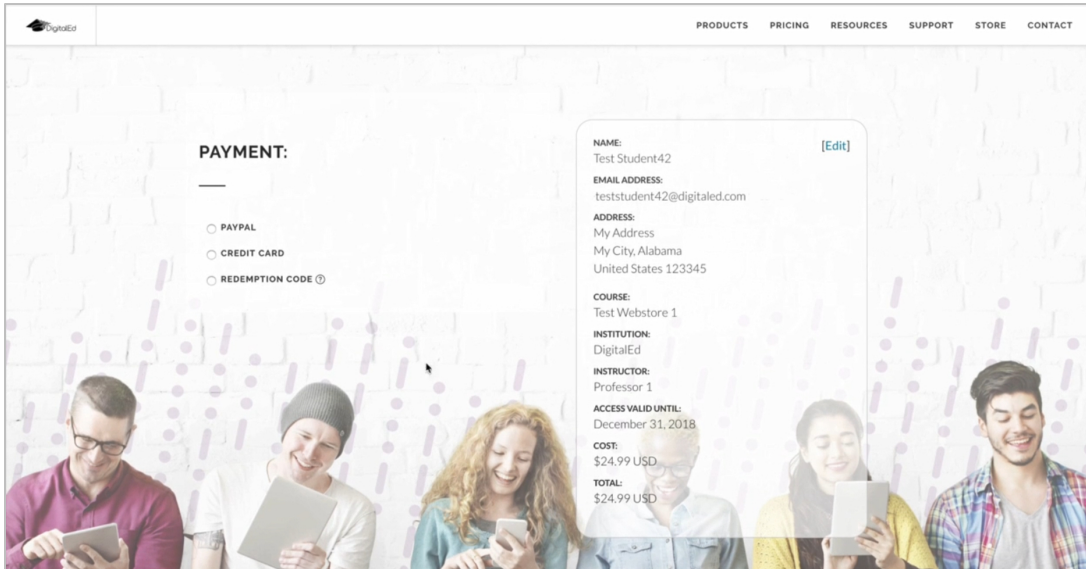 DigitalEd
PRODUCTS PRICING RESOURCES SUPPORT STORE CONTACT
PAYMENT:
PAYPAL
CREDIT CARD
REDEMPTION CODE ?
NAME: [Edit]
Test Student42
EMAIL ADDRESS:
teststudent42@digitaled.com
ADDRESS:
My Address
My City, Alabama
United States 123345
COURSE:
Test Webstore 1
INSTITUTION:
DigitalEd
INSTRUCTOR:
Professor 1
ACCESS VALID UNTIL:
December 31, 2018
COST:
$24.99 USD
TOTAL:
$24.99 USD